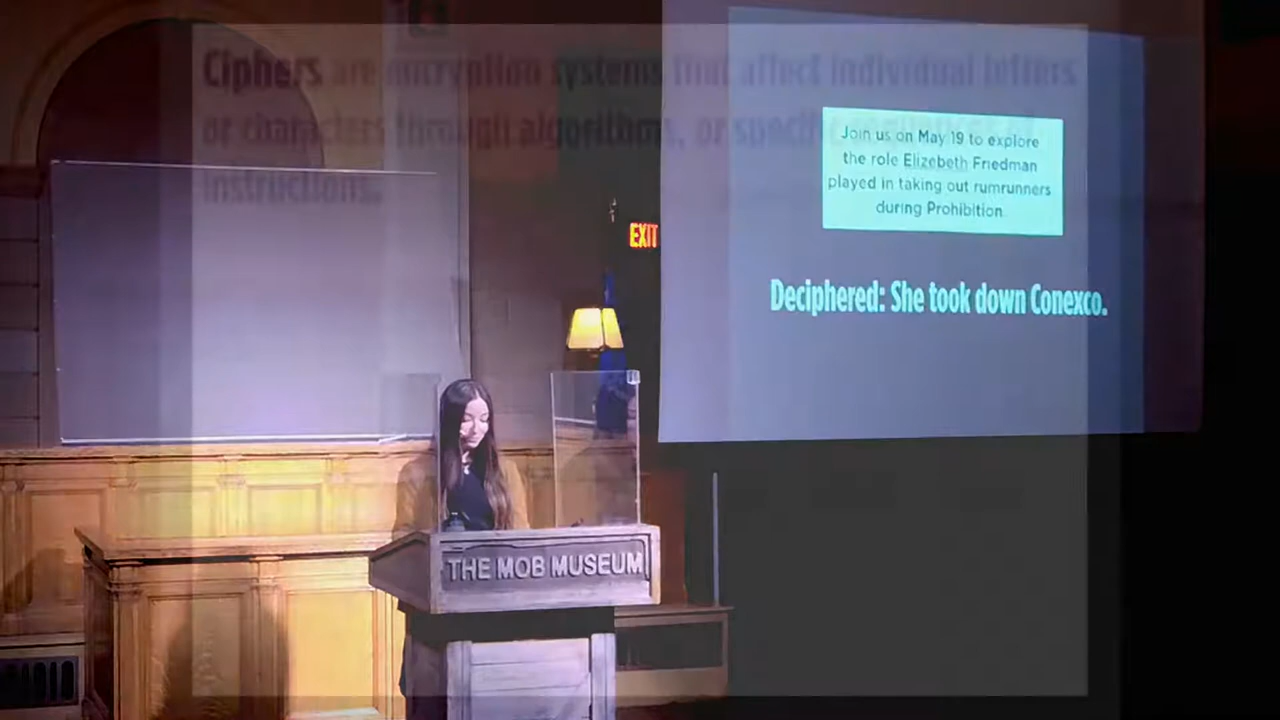 Ciphers are encryption systems that affect individual letters
or characters through algorithms, or specific
instructions.
Join us on May 19 to explore
the role Elizebeth Friedman
played in taking out rumrunners
during Prohibition
EXIT
Deciphered: She took down Conexco.
THE MOB MUSEUM